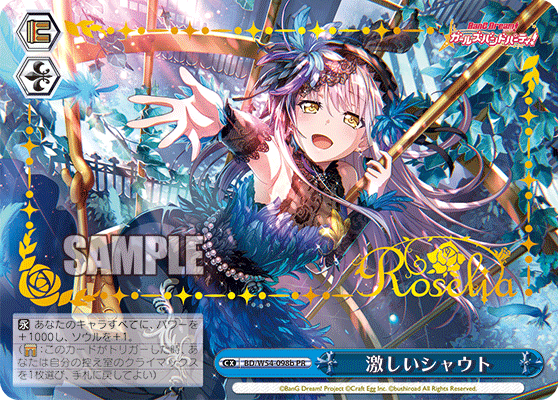 BanG Dream!
ガールズバンドパーティ!
SAMPLE
Roselia
永 あなたのキャラすべてに、パワーを
+1000し、ソウルを+1。
(:このカードがトリガーした時、あ
なたは自分の控え室のクライマックス
を1枚選び、手札に戻してよい)
CX BD/W54-098b PR 激しいシャウト
©BanG Dream! Project ©Craft Egg Inc. ©bushiroad All Rights Reserved.